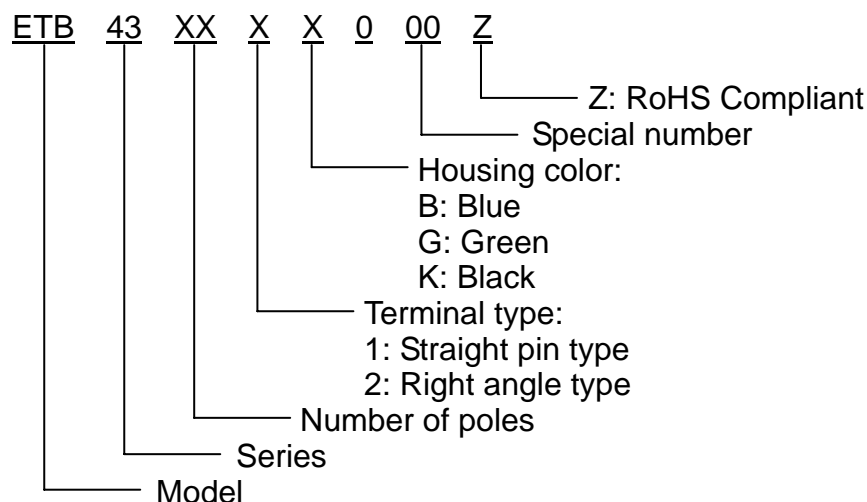 ETB 43 XX X X 0 00 Z
Z: RoHS Compliant
Special number
Housing color:
B: Blue
G: Green
K: Black
Terminal type:
1: Straight pin type
2: Right angle type
Number of poles
Series
Model